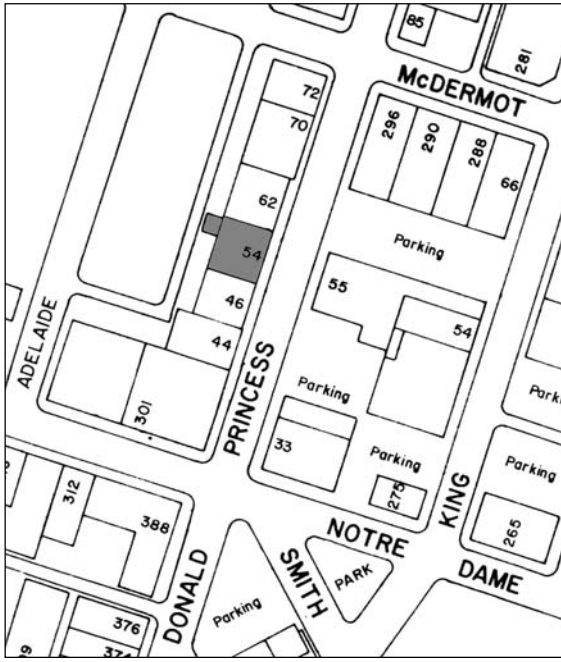 85
281
McDERMOT
72
70
296
290
288
66
62
Parking
54
55
46
54
44
ADELAIDE
PRINCESS
Parking
Parking
301
33
Parking
Parking
275
KING
265
312
388
NOTRE
DAME
DONALD
SMITH
PARK
Parking
376